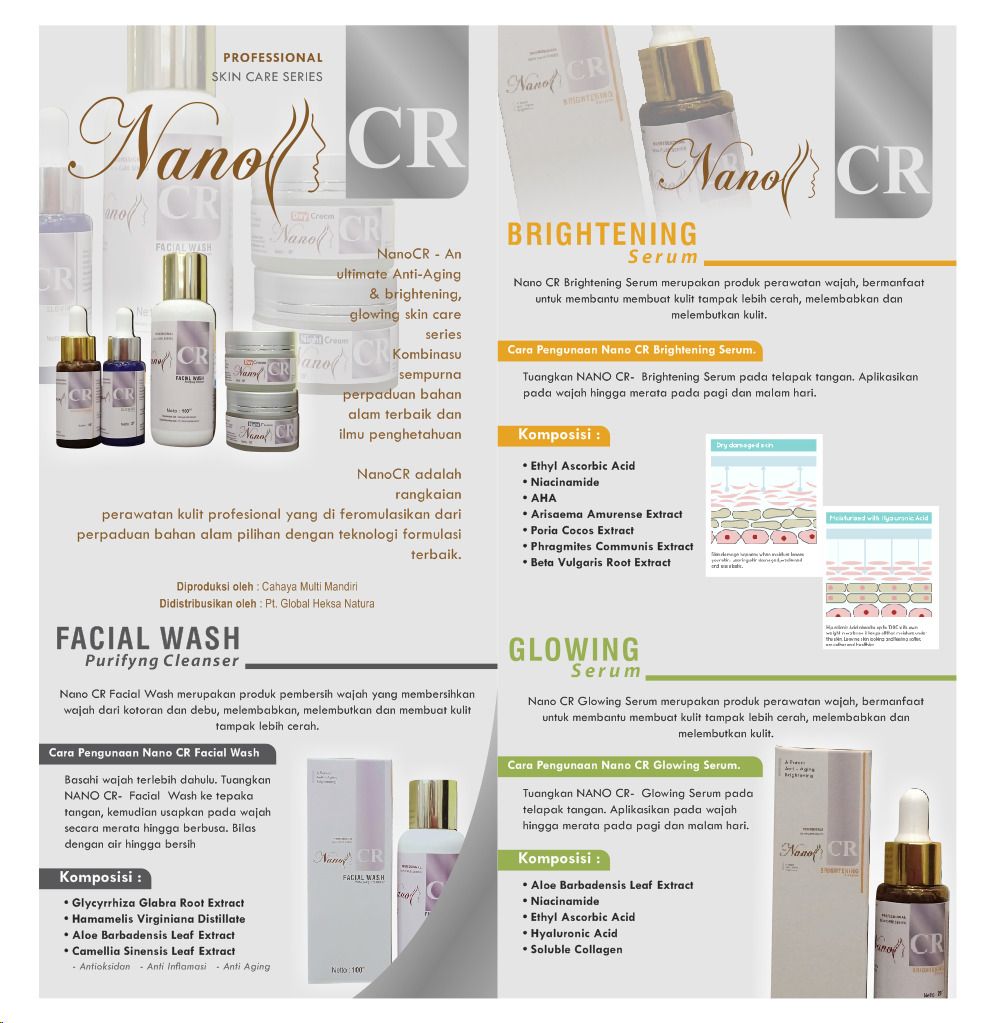 PROFESSIONAL
SKIN CARE SERIES
Nano
CR
NanoCR - An
ultimate Anti-Aging
& brightening,
glowing skin care
series
Kombinasu
sempurna
perpaduan bahan
alam terbaik dan
ilmu penghetahuan
NanoCR adalah
rangkaian
perawatan kulit profesional yang di feromulasikan dari
perpaduan bahan alam pilihan dengan teknologi formulasi
terbaik.
Diproduksi oleh : Cahaya Multi Mandiri
Didistribusikan oleh : Pt. Global Heksa Natura
FACIAL WASH
Purifyng Cleanser
Nano CR Facial Wash merupakan produk pembersih wajah yang membersihkan
wajah dari kotoran dan debu, melembabkan, melembutkan dan membuat kulit
tampak lebih cerah.
Cara Pengunaan Nano CR Facial Wash
Basahi wajah terlebih dahulu. Tuangkan
NANO CR- Facial Wash ke tepaka
tangan, kemudian usapkan pada wajah
secara merata hingga berbusa. Bilas
dengan air hingga bersih
Komposisi :
• Glycyrrhiza Glabra Root Extract
• Hamamelis Virginiana Distillate
• Aloe Barbadensis Leaf Extract
• Camellia Sinensis Leaf Extract
- Antioksidan - Anti Inflamasi - Anti Aging
Nano CR
FACIAL WASH
Netto : 100
Nano
CR
BRIGHTENING
Serum
Nano CR Brightening Serum merupakan produk perawatan wajah, bermanfaat
untuk membantu membuat kulit tampak lebih cerah, melembabkan dan
melembutkan kulit.
Cara Pengunaan Nano CR Brightening Serum.
Tuangkan NANO CR- Brightening Serum pada telapak tangan. Aplikasikan
pada wajah hingga merata pada pagi dan malam hari.
Komposisi :
• Ethyl Ascorbic Acid
• Niacinamide
• AHA
• Arisaema Amurense Extract
• Poria Cocos Extract
• Phragmites Communis Extract
• Beta Vulgaris Root Extract
Dry damaged skin
Moisturised with Hyaluronic Acid
GLOWING
Serum
Nano CR Glowing Serum merupakan produk perawatan wajah, bermanfaat
untuk membantu membuat kulit tampak lebih cerah, melembabkan dan
melembutkan kulit.
Cara Pengunaan Nano CR Glowing Serum.
Tuangkan NANO CR- Glowing Serum pada
telapak tangan. Aplikasikan pada wajah
hingga merata pada pagi dan malam hari.
Komposisi :
• Aloe Barbadensis Leaf Extract
• Niacinamide
• Ethyl Ascorbic Acid
• Hyaluronic Acid
• Soluble Collagen
Nano CR
BRIGHTENING
CR